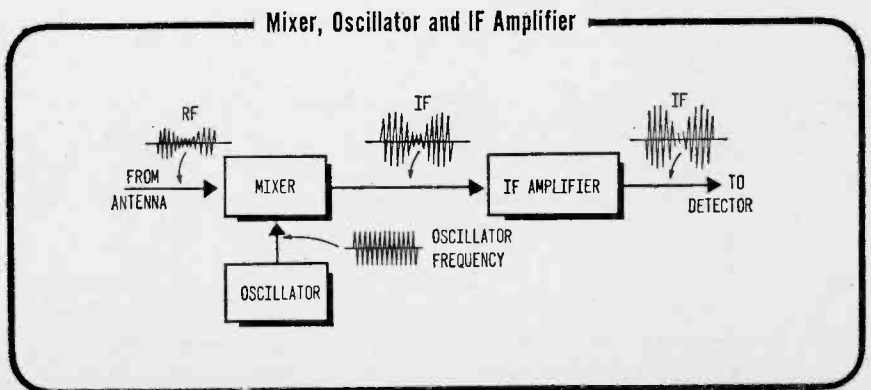 Mixer, Oscillator and IF Amplifier
RF
IF
IF
FROM
ANTENNA
MIXER
IF AMPLIFIER
TO
DETECTOR
OSCILLATOR
FREQUENCY
OSCILLATOR